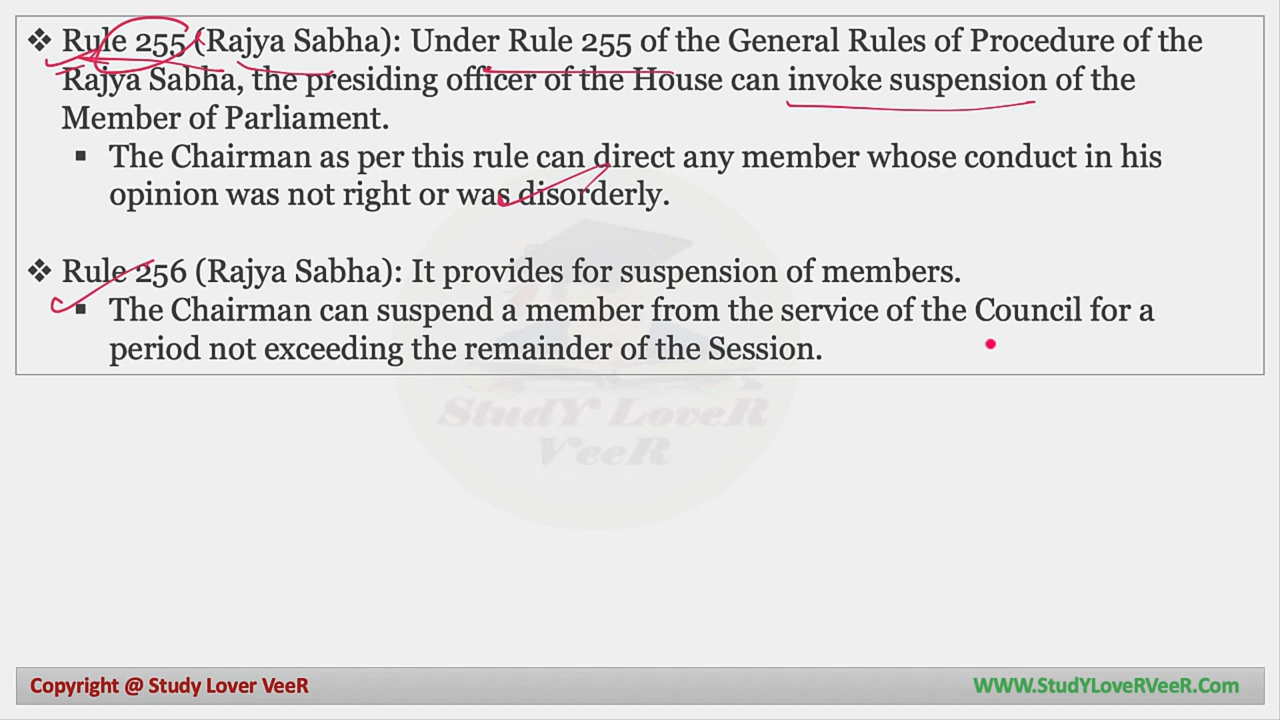 ❖ Rule 255 (Rajya Sabha): Under Rule 255 of the General Rules of Procedure of the
Rajya Sabha, the presiding officer of the House can invoke suspension of the
Member of Parliament.
▪ The Chairman as per this rule can direct any member whose conduct in his
opinion was not right or was disorderly.
❖ Rule 256 (Rajya Sabha): It provides for suspension of members.
▪ The Chairman can suspend a member from the service of the Council for a
period not exceeding the remainder of the Session.
StudY LoveR
VeeR
Copyright @ Study Lover VeeR
WWW.StudYLoveRVeeR.Com